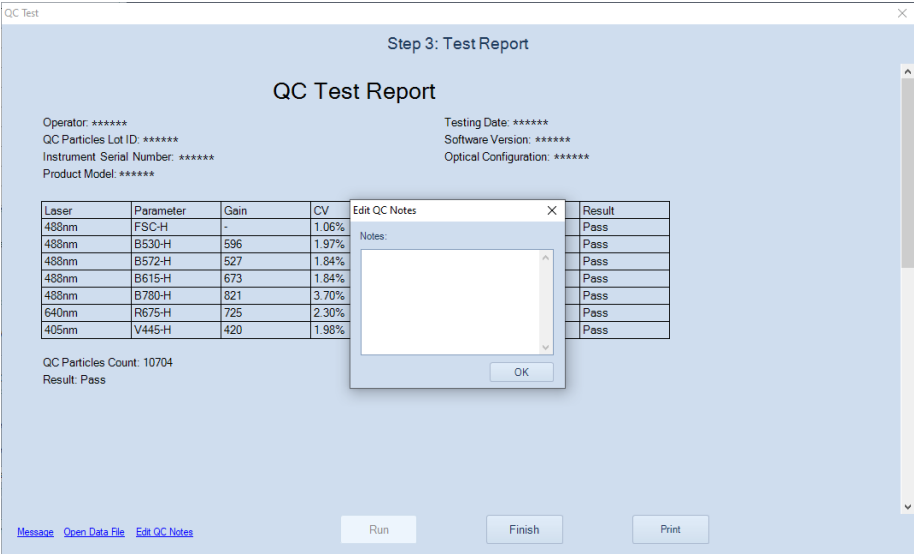 QC Test
Step 3: Test Report
QC Test Report
Operator: ******
Testing Date: ******
QC Particles Lot ID: ******
Software Version: ******
Instrument Serial Number: ******
Optical Configuration: ******
Product Model: ******
Laser Parameter Gain CV Result
488nm FSC-H - 1.06% Pass
488nm B530-H 596 1.97% Pass
488nm B572-H 527 1.84% Pass
488nm B615-H 673 1.84% Pass
488nm B780-H 821 3.70% Pass
640nm R675-H 725 2.30% Pass
405nm V445-H 420 1.98% Pass
Edit QC Notes
Notes:
OK
QC Particles Count: 10704
Result: Pass
Message Open Data File Edit QC Notes
Run Finish Print